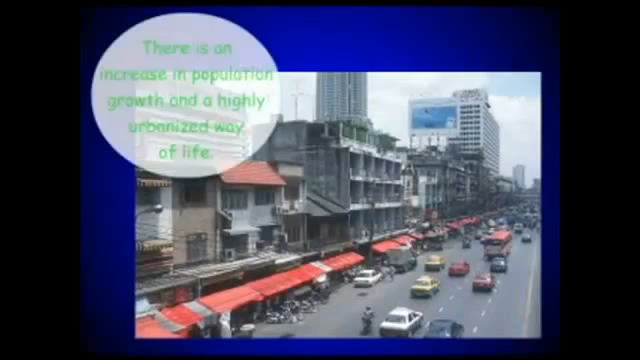 There is an
increase in population
growth and a highly
urbanized way
of life.